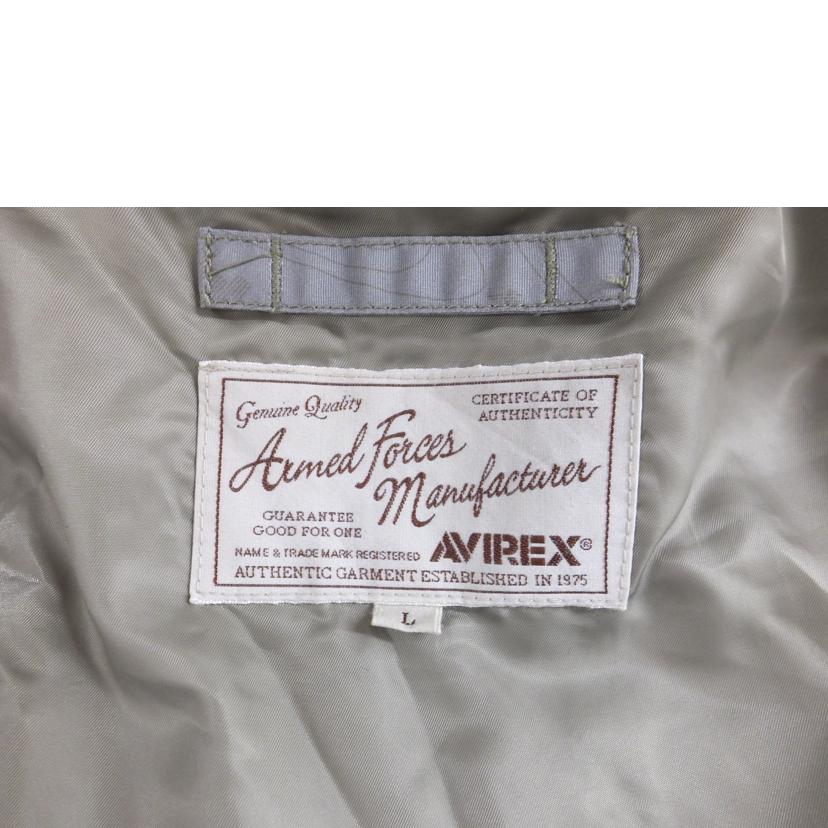 Genuine Quality
CERTIFICATE OF
AUTHENTICITY
Armed Forces
Manufacturer
GUARANTEE
GOOD FOR ONE
NAME & TRADE MARK REGISTERED
AVIREX®
AUTHENTIC GARMENT ESTABLISHED IN 1975
L